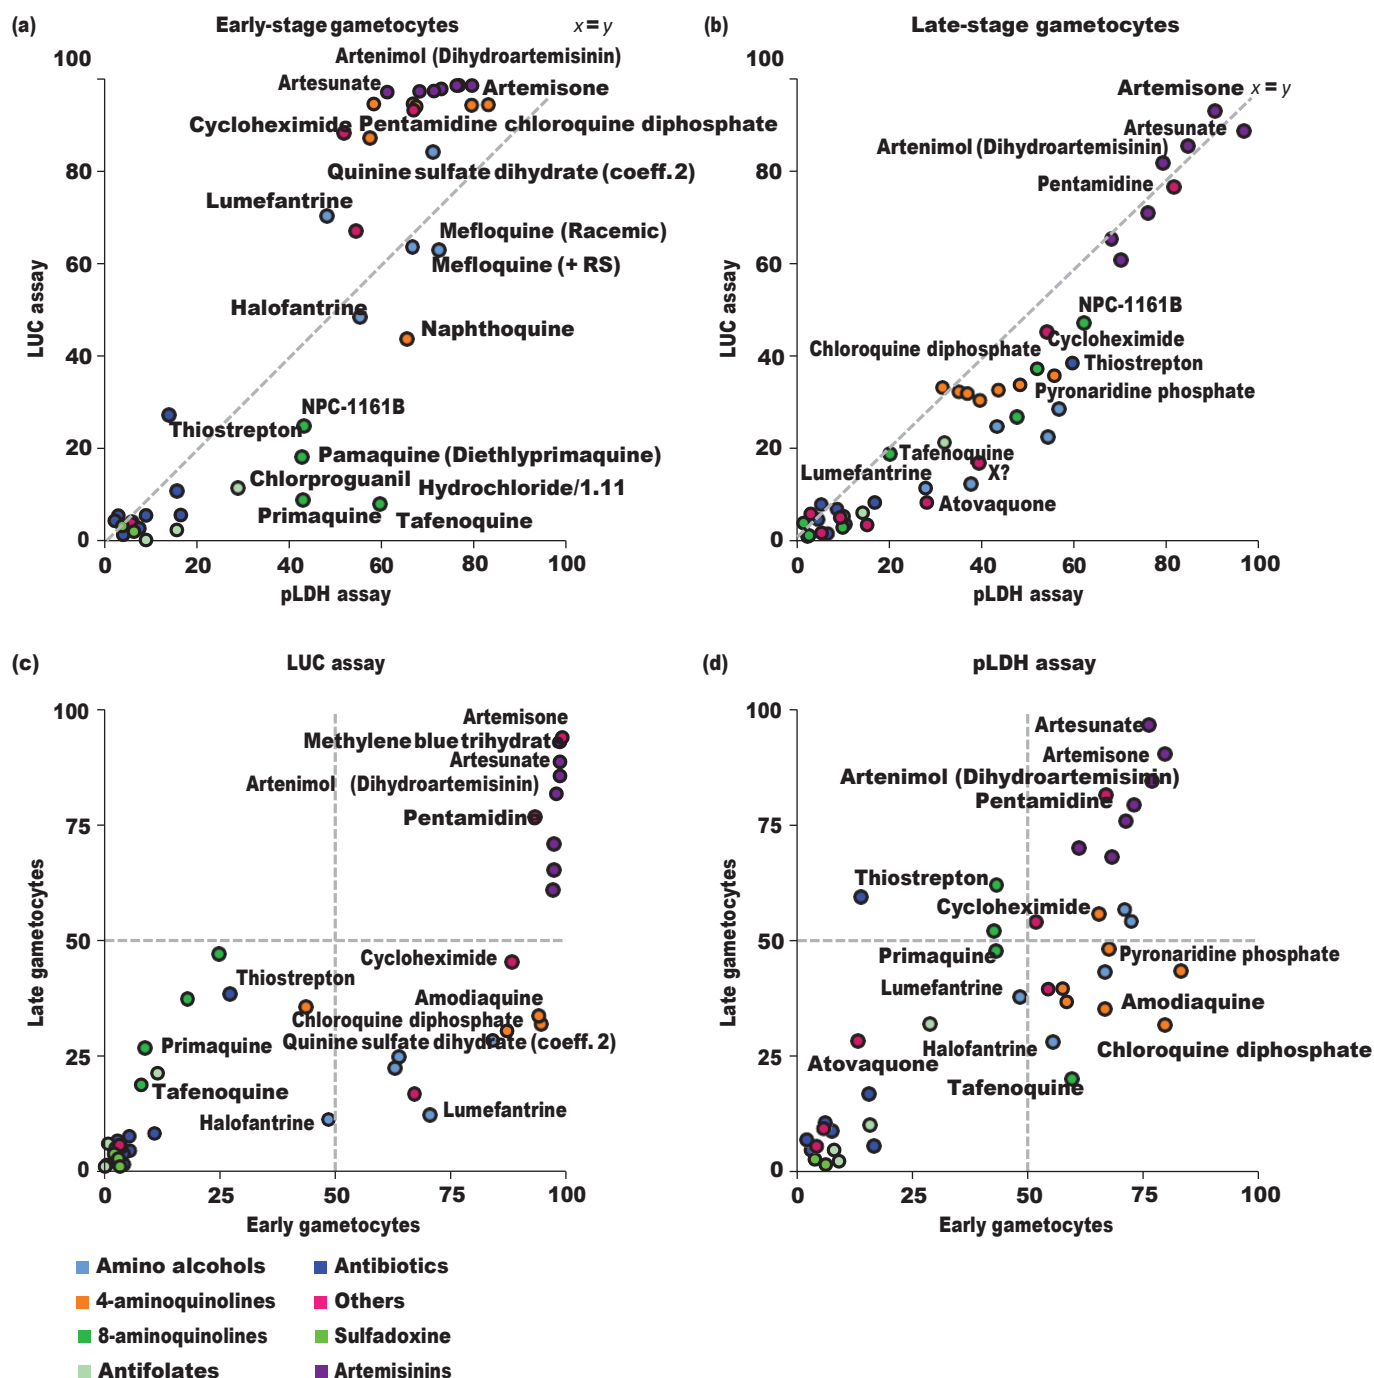 (a)
Early-stage gametocytes
x = y
100
80
60
40
20
0
LUC assay
Artenimol (Dihydroartemisinin)
Artesunate
Artemisone
Cycloheximide
Pentamidine chloroquine diphosphate
Quinine sulfate dihydrate (coeff. 2)
Lumefantrine
Mefloquine (Racemic)
Mefloquine (+ RS)
Halofantrine
Naphthoquine
NPC-1161B
Thiostrepton
Pamaquine (Diethlyprimaquine)
Chlorproguanil
Hydrochloride/1.11
Primaquine
Tafenoquine
0 20 40 60 80 100
pLDH assay
(b)
Late-stage gametocytes
100
80
60
40
20
0
LUC assay
Artemisone
x = y
Artesunate
Artenimol (Dihydroartemisinin)
Pentamidine
NPC-1161B
Cycloheximide
Chloroquine diphosphate
Thiostrepton
Pyronaridine phosphate
Tafenoquine
Lumefantrine
X?
Atovaquone
0 20 40 60 80 100
pLDH assay
(c)
LUC assay
100
75
50
25
0
Late gametocytes
Artemisone
Methylene blue trihydrate
Artesunate
Artenimol (Dihydroartemisinin)
Pentamidine
Cycloheximide
Thiostrepton
Amodiaquine
Chloroquine diphosphate
Quinine sulfate dihydrate (coeff. 2)
Primaquine
Tafenoquine
Halofantrine
Lumefantrine
0 25 50 75 100
Early gametocytes
(d)
pLDH assay
100
75
50
25
0
Late gametocytes
Artesunate
Artemisone
Artenimol (Dihydroartemisinin)
Pentamidine
Thiostrepton
Cycloheximide
Primaquine
Pyronaridine phosphate
Lumefantrine
Amodiaquine
Halofantrine
Chloroquine diphosphate
Atovaquone
Tafenoquine
0 25 50 75 100
Early gametocytes
Amino alcohols
Antibiotics
4-aminoquinolines
Others
8-aminoquinolines
Sulfadoxine
Antifolates
Artemisinins